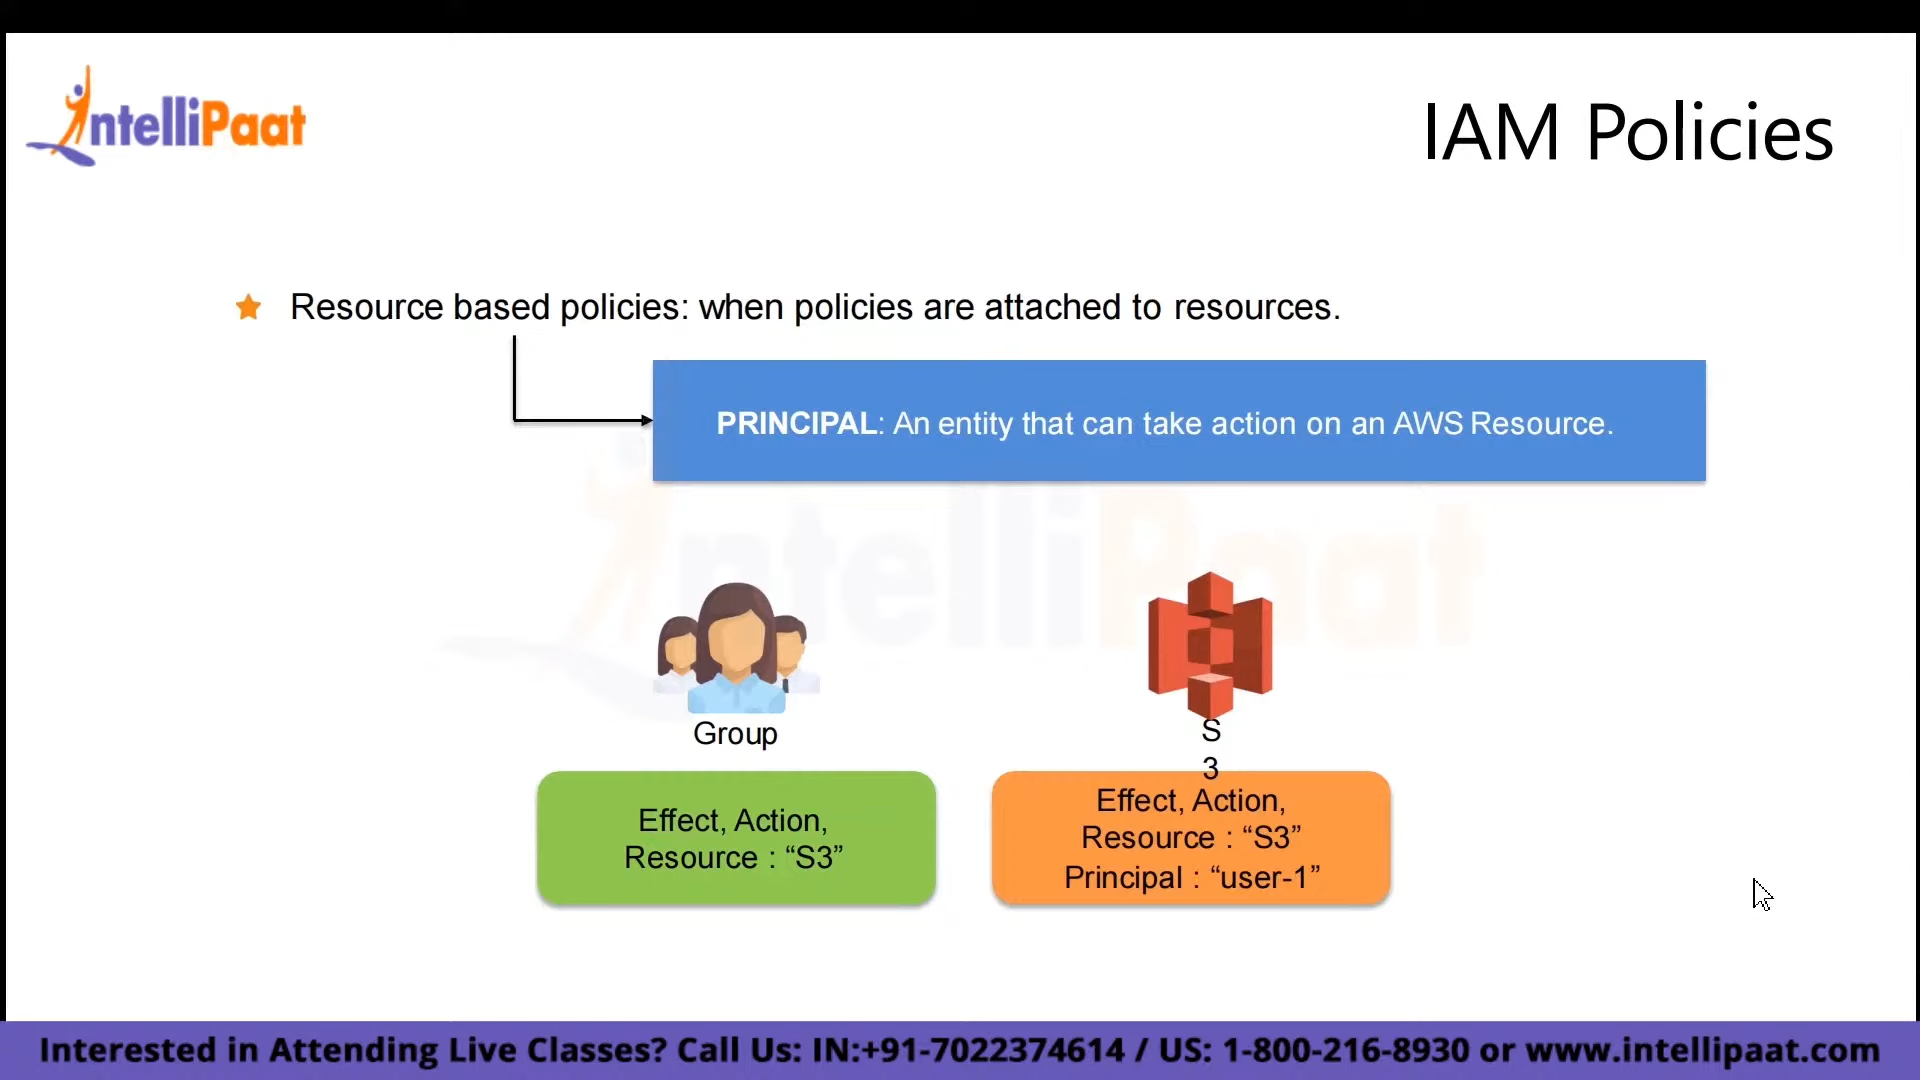 IntelliPaat
IAM Policies
Resource based policies: when policies are attached to resources.
PRINCIPAL: An entity that can take action on an AWS Resource.
IntelliPaat
Group
S
3
Effect, Action,
Resource : “S3”
Effect, Action,
Resource : “S3”
Principal : “user-1”
Interested in Attending Live Classes? Call Us: IN:+91-7022374614 / US: 1-800-216-8930 or www.intellipaat.com